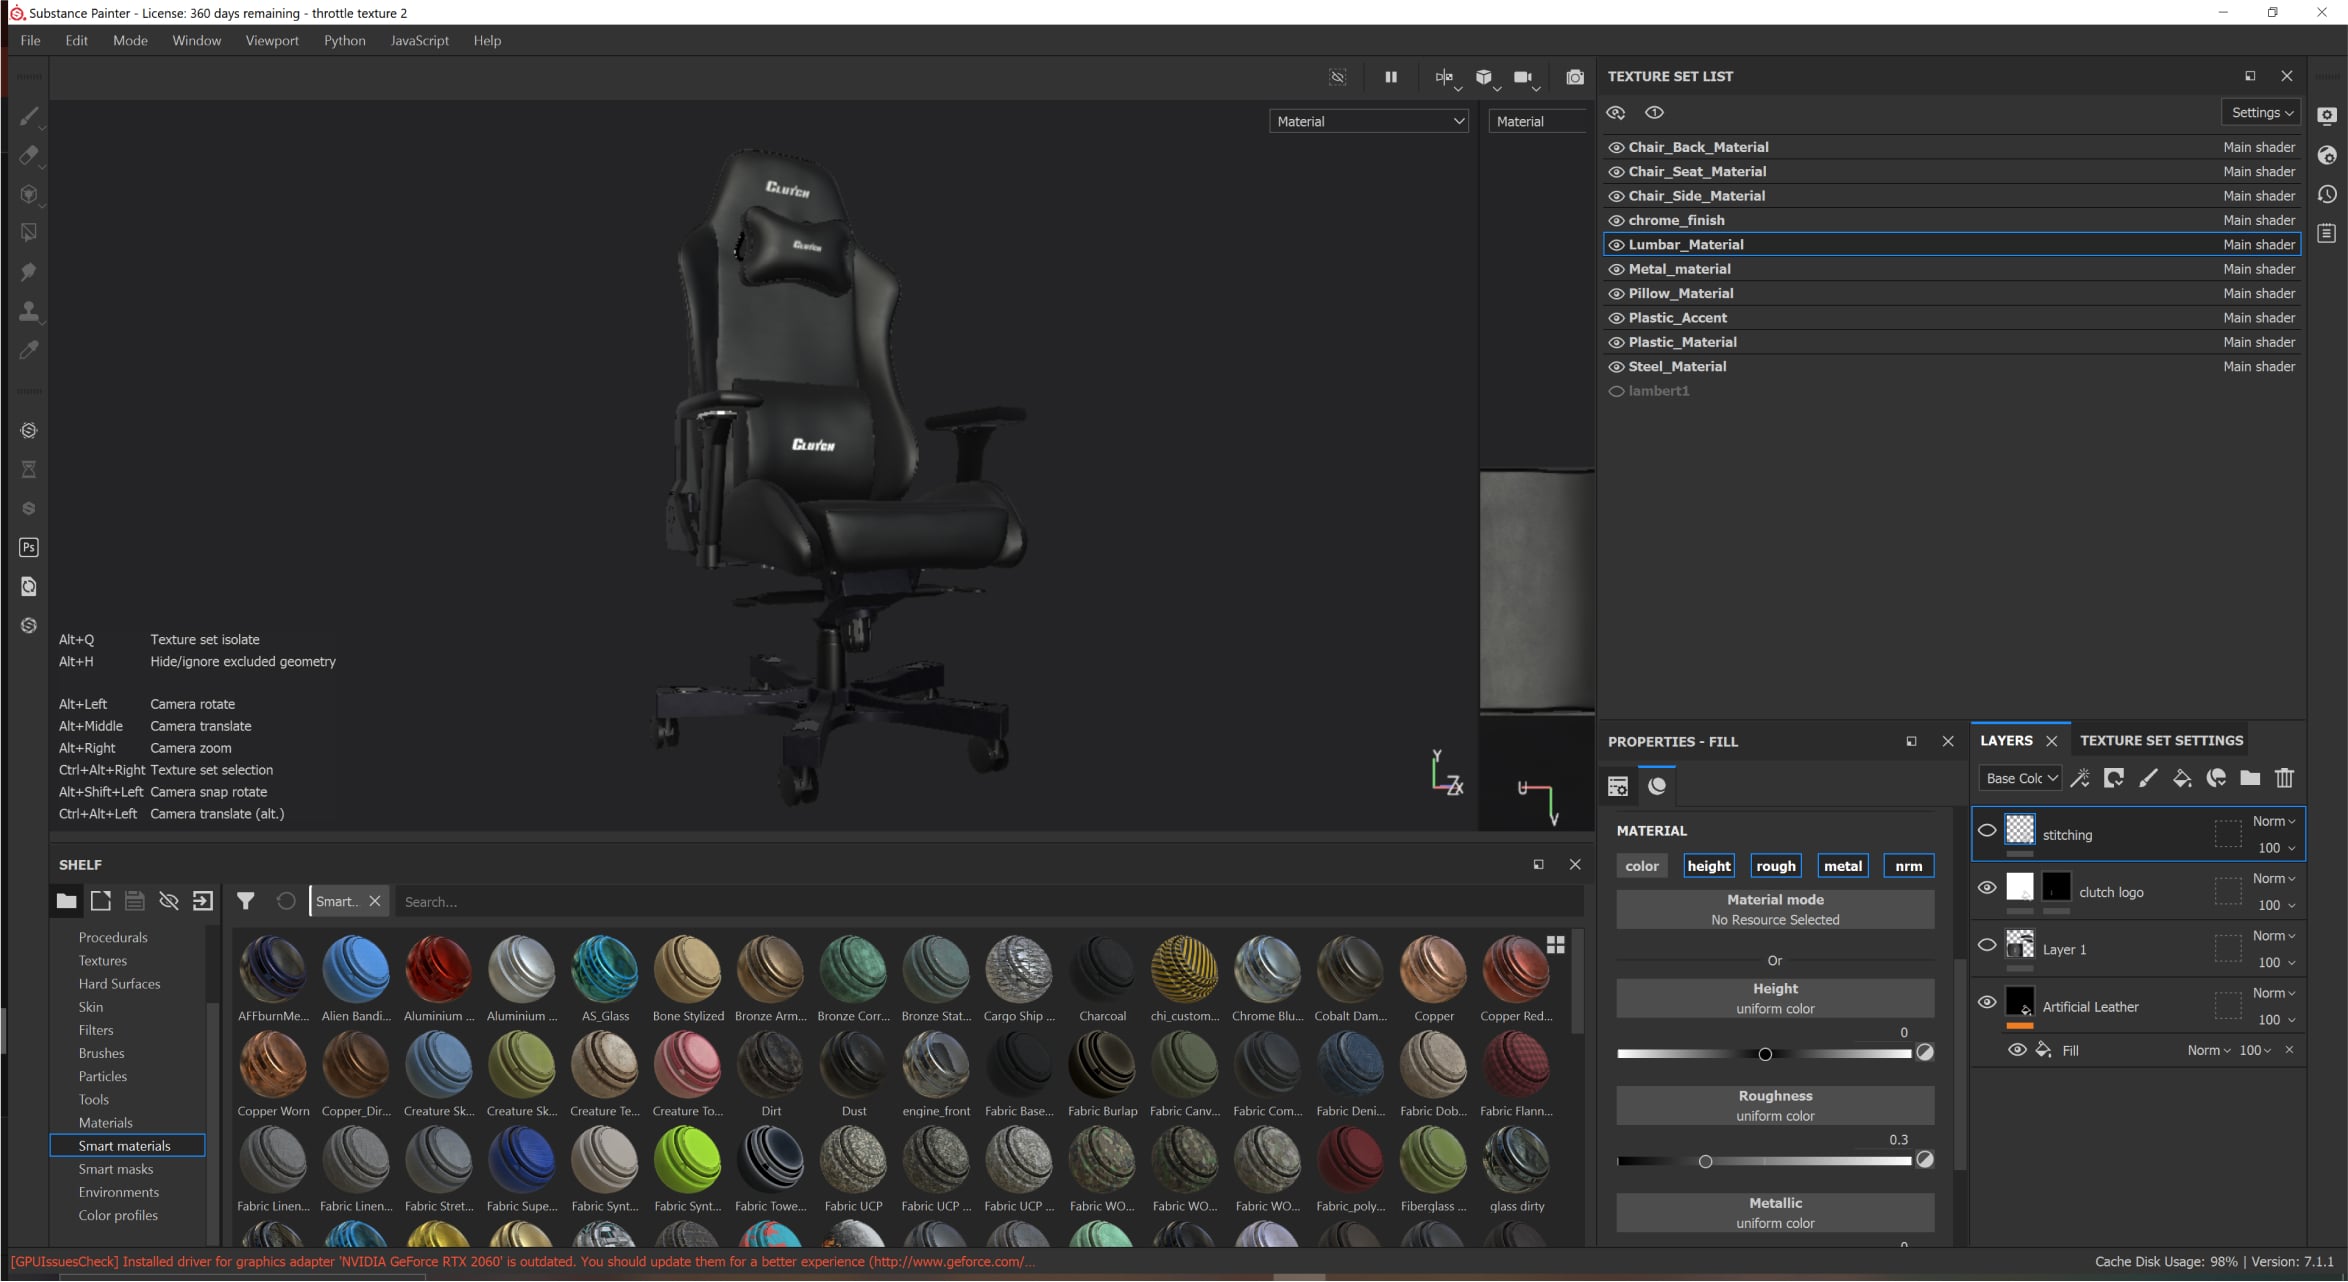 Substance Painter - License: 360 days remaining - throttle texture 2
File Edit Mode Window Viewport Python JavaScript Help
Material
Material
CLUTCH
CLUTCH
CLUTCH
Alt+Q Texture set isolate
Alt+H Hide/ignore excluded geometry
Alt+Left Camera rotate
Alt+Middle Camera translate
Alt+Right Camera zoom
Ctrl+Alt+Right Texture set selection
Alt+Shift+Left Camera snap rotate
Ctrl+Alt+Left Camera translate (alt.)
Y
Z X
U
V
Ps
TEXTURE SET LIST
Settings
Chair_Back_Material Main shader
Chair_Seat_Material Main shader
Chair_Side_Material Main shader
chrome_finish Main shader
Lumbar_Material Main shader
Metal_material Main shader
Pillow_Material Main shader
Plastic_Accent Main shader
Plastic_Material Main shader
Steel_Material Main shader
lambert1
SHELF
Smart..
Search...
Procedurals
Textures
Hard Surfaces
Skin
Filters
Brushes
Particles
Tools
Materials
Smart materials
Smart masks
Environments
Color profiles
AFFburnMe... Alien Bandi... Aluminium ... Aluminium ... AS_Glass Bone Stylized Bronze Arm... Bronze Corr... Bronze Stat... Cargo Ship ... Charcoal chi_custom... Chrome Blu... Cobalt Dam... Copper Copper Red...
Copper Worn Copper_Dir... Creature Sk... Creature Sk... Creature Te... Creature To... Dirt Dust engine_front Fabric Base... Fabric Burlap Fabric Canv... Fabric Com... Fabric Deni... Fabric Dob... Fabric Flann...
Fabric Linen... Fabric Linen... Fabric Stret... Fabric Supe... Fabric Synt... Fabric Synt... Fabric Towe... Fabric UCP Fabric UCP ... Fabric UCP ... Fabric WO... Fabric WO... Fabric WO... Fabric_poly... Fiberglass ... glass dirty
PROPERTIES - FILL
MATERIAL
color height rough metal nrm
Material mode
No Resource Selected
Or
Height
uniform color
0
Roughness
uniform color
0.3
Metallic
uniform color
LAYERS TEXTURE SET SETTINGS
Base Colc
stitching Norm
100
clutch logo Norm
100
Layer 1 Norm
100
Artificial Leather Norm
100
Fill Norm 100
[GPUIssuesCheck] Installed driver for graphics adapter 'NVIDIA GeForce RTX 2060' is outdated. You should update them for a better experience (http://www.geforce.com/...
Cache Disk Usage: 98% | Version: 7.1.1